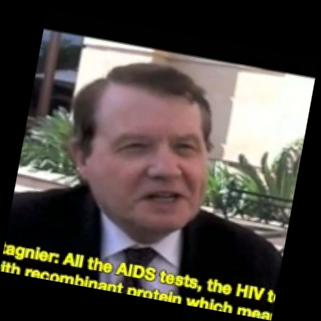 tagnier: All the AIDS tests, the HIV t
ith recombinant protein which mea